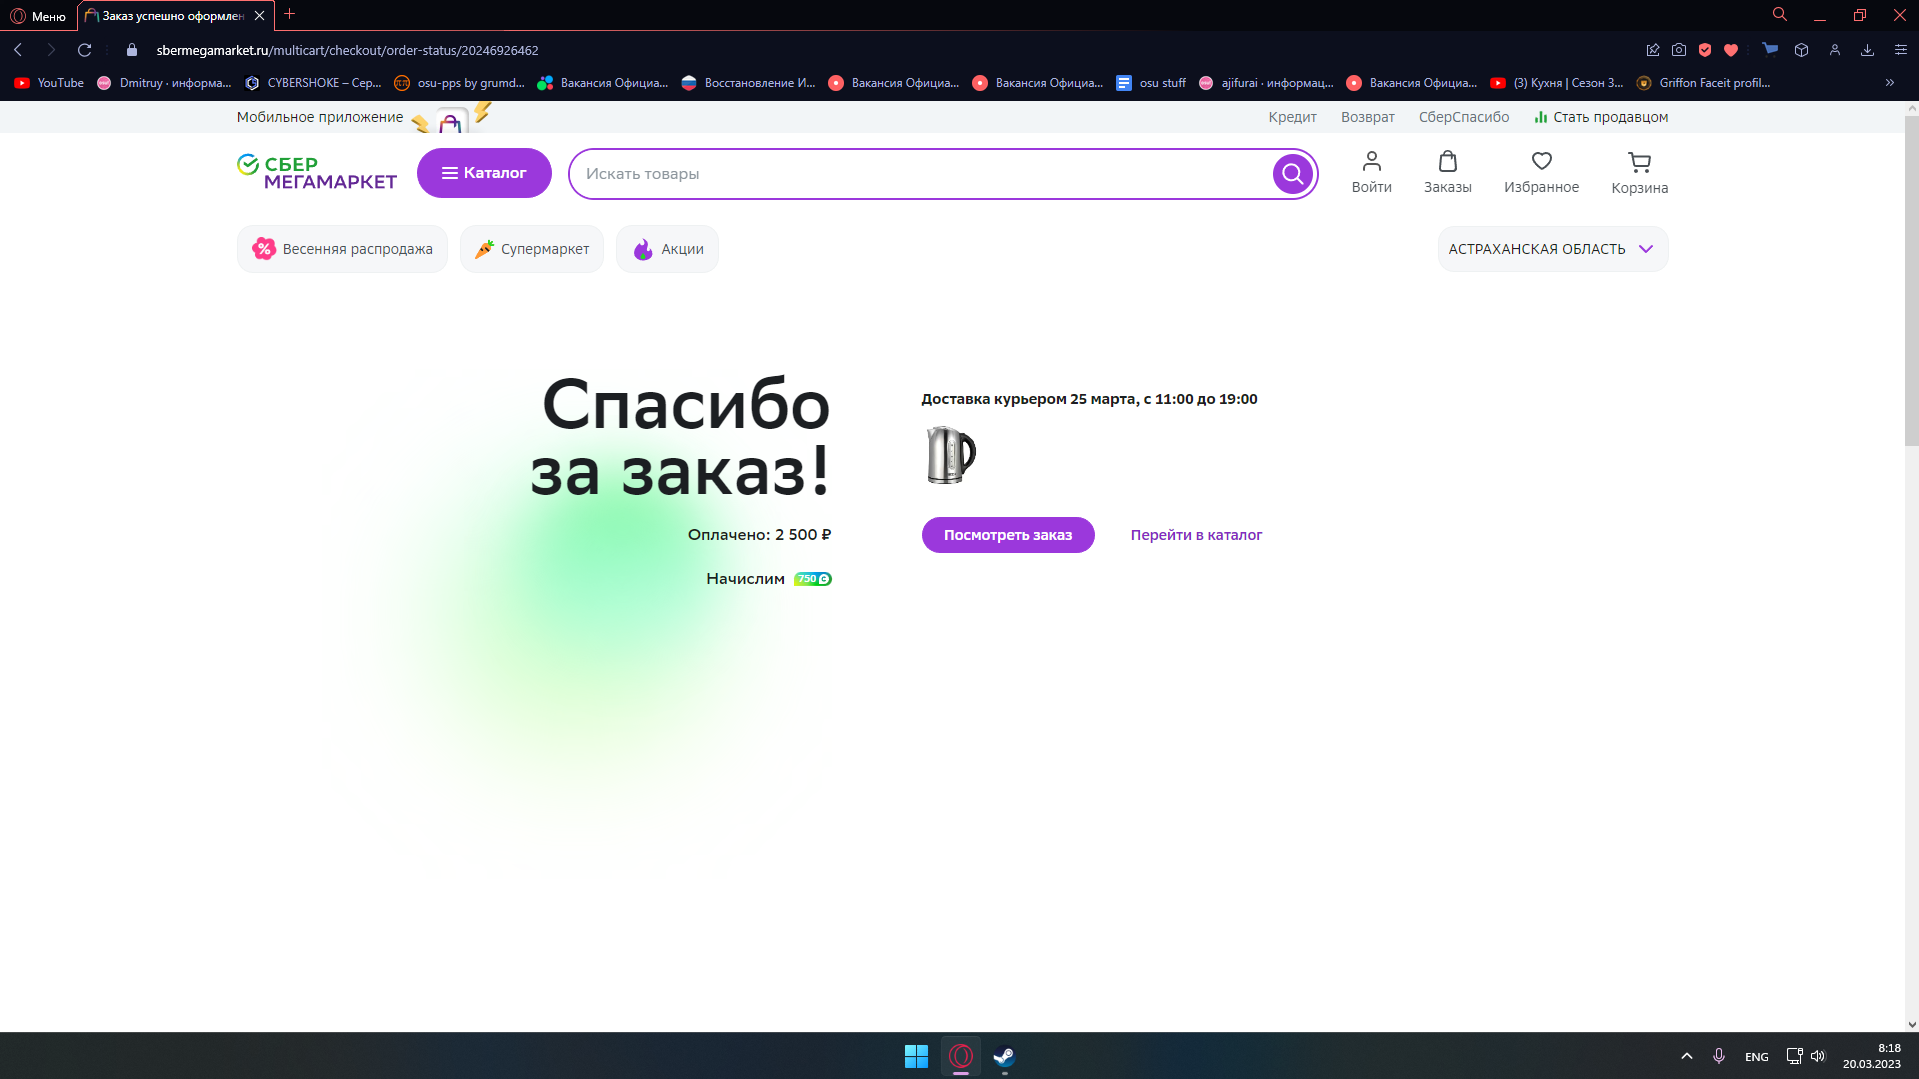 Меню
Заказ успешно оформлен
sbermegamarket.ru/multicart/checkout/order-status/20246926462
YouTube
Dmitruy · информа...
CYBERSHOKE – Сер...
osu-pps by grumd...
Вакансия Официа...
Восстановление И...
Вакансия Официа...
Вакансия Официа...
osu stuff
ajifurai · информац...
Вакансия Официа...
(3) Кухня | Сезон 3...
Griffon Faceit profil...
Мобильное приложение
Кредит
Возврат
СберСпасибо
Стать продавцом
СБЕР
МЕГАМАРКЕТ
Каталог
Искать товары
Войти
Заказы
Избранное
Корзина
Весенняя распродажа
Супермаркет
Акции
АСТРАХАНСКАЯ ОБЛАСТЬ
Спасибо
за заказ!
Оплачено: 2 500 ₽
Начислим 750
Доставка курьером 25 марта, с 11:00 до 19:00
Посмотреть заказ
Перейти в каталог
ENG
8:18
20.03.2023